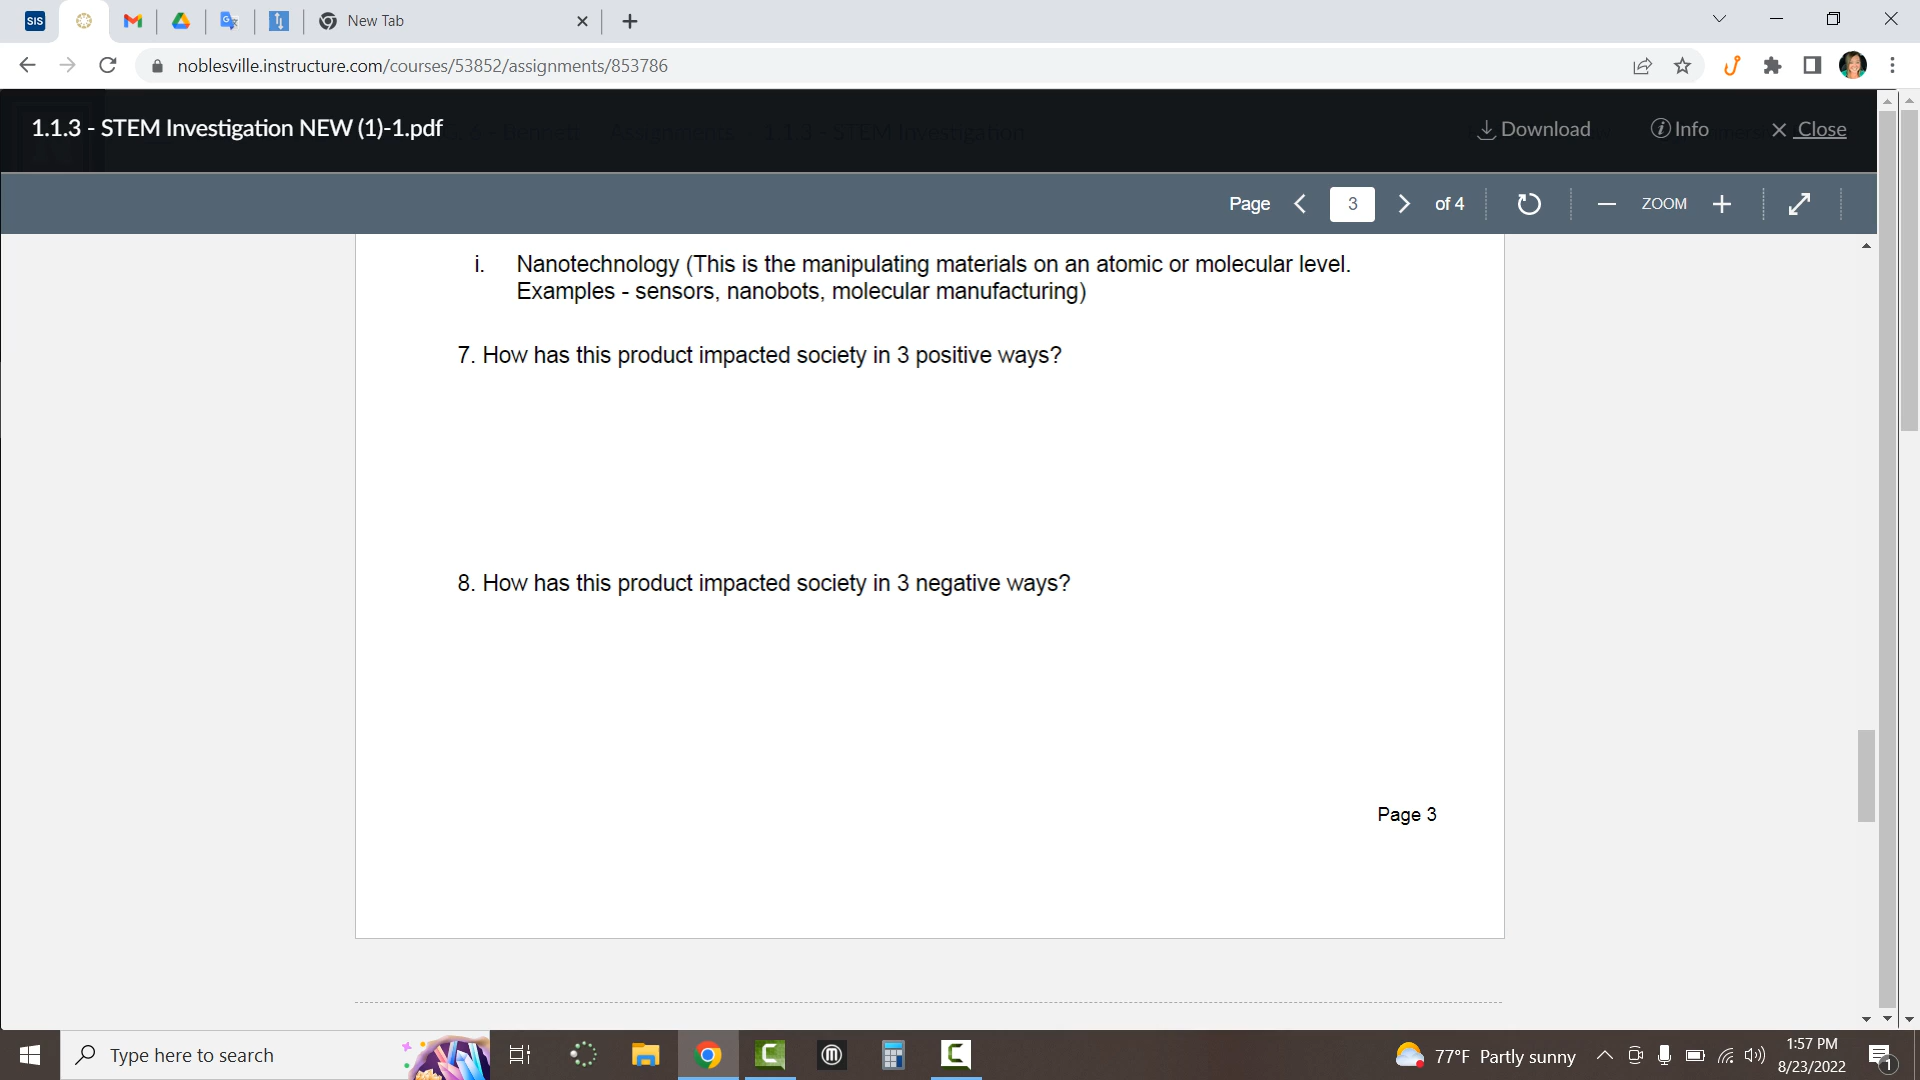 SIS
New Tab
noblesville.instructure.com/courses/53852/assignments/853786
1.1.3 - STEM Investigation NEW (1)-1.pdf
Download
Info
Close
Page
3
of 4
ZOOM
i. Nanotechnology (This is the manipulating materials on an atomic or molecular level.
Examples - sensors, nanobots, molecular manufacturing)
7. How has this product impacted society in 3 positive ways?
8. How has this product impacted society in 3 negative ways?
Page 3
Type here to search
77°F Partly sunny
1:57 PM
8/23/2022
1